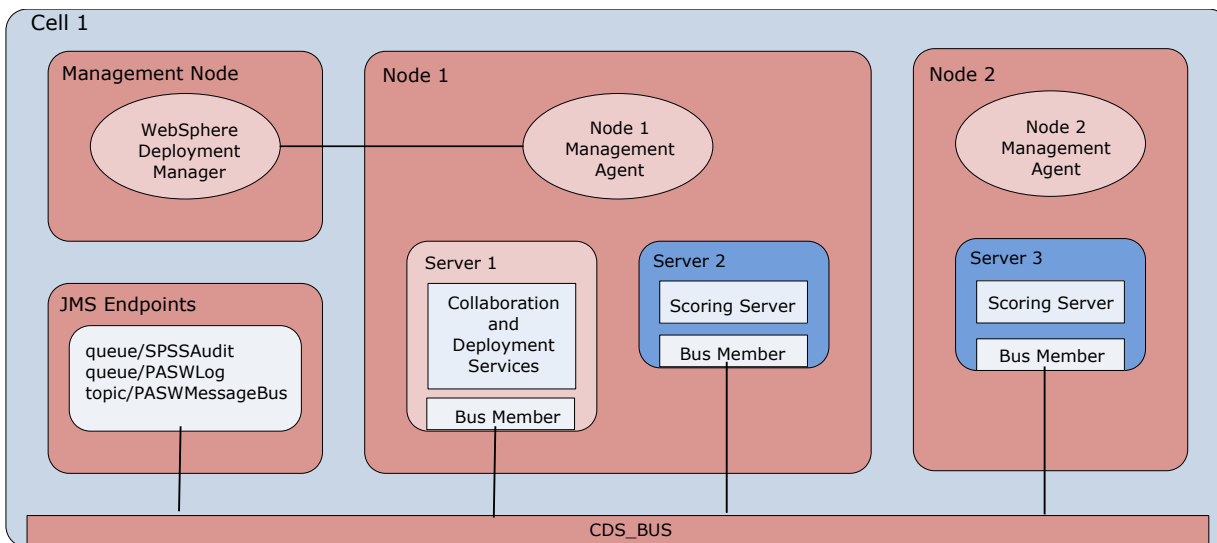 Cell 1
Management Node
WebSphere
Deployment
Manager
Node 1
Node 1
Management
Agent
Node 2
Node 2
Management
Agent
JMS Endpoints
queue/SPSSAudit
queue/PASWLog
topic/PASWMessageBus
Server 1
Collaboration
and
Deployment
Services
Bus Member
Server 2
Scoring Server
Bus Member
Server 3
Scoring Server
Bus Member
CDS_BUS